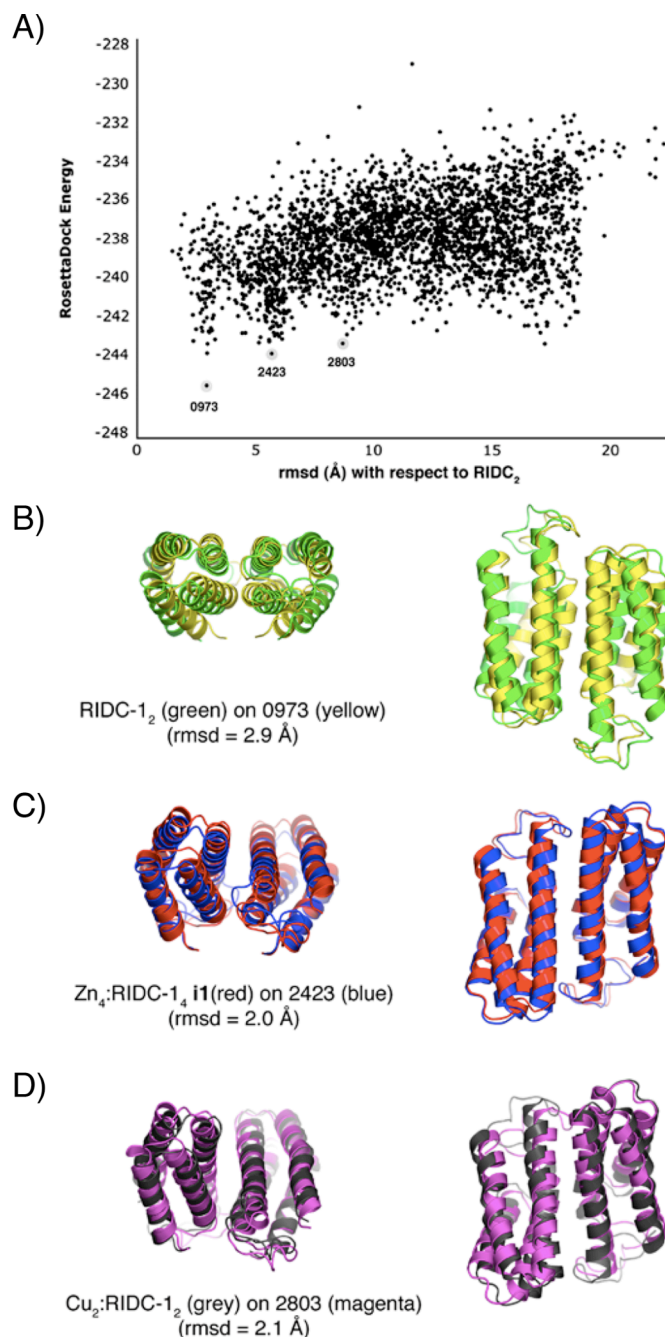 A)
-228
-230
-232
-234
-236
-238
-240
-242
-244
-246
-248
RosettaDock Energy
2803
2423
0973
0 5 10 15 20
rmsd (Å) with respect to RIDC₂
B)
RIDC-1₂ (green) on 0973 (yellow)
(rmsd = 2.9 Å)
C)
Zn₄:RIDC-1₄ i1(red) on 2423 (blue)
(rmsd = 2.0 Å)
D)
Cu₂:RIDC-1₂ (grey) on 2803 (magenta)
(rmsd = 2.1 Å)